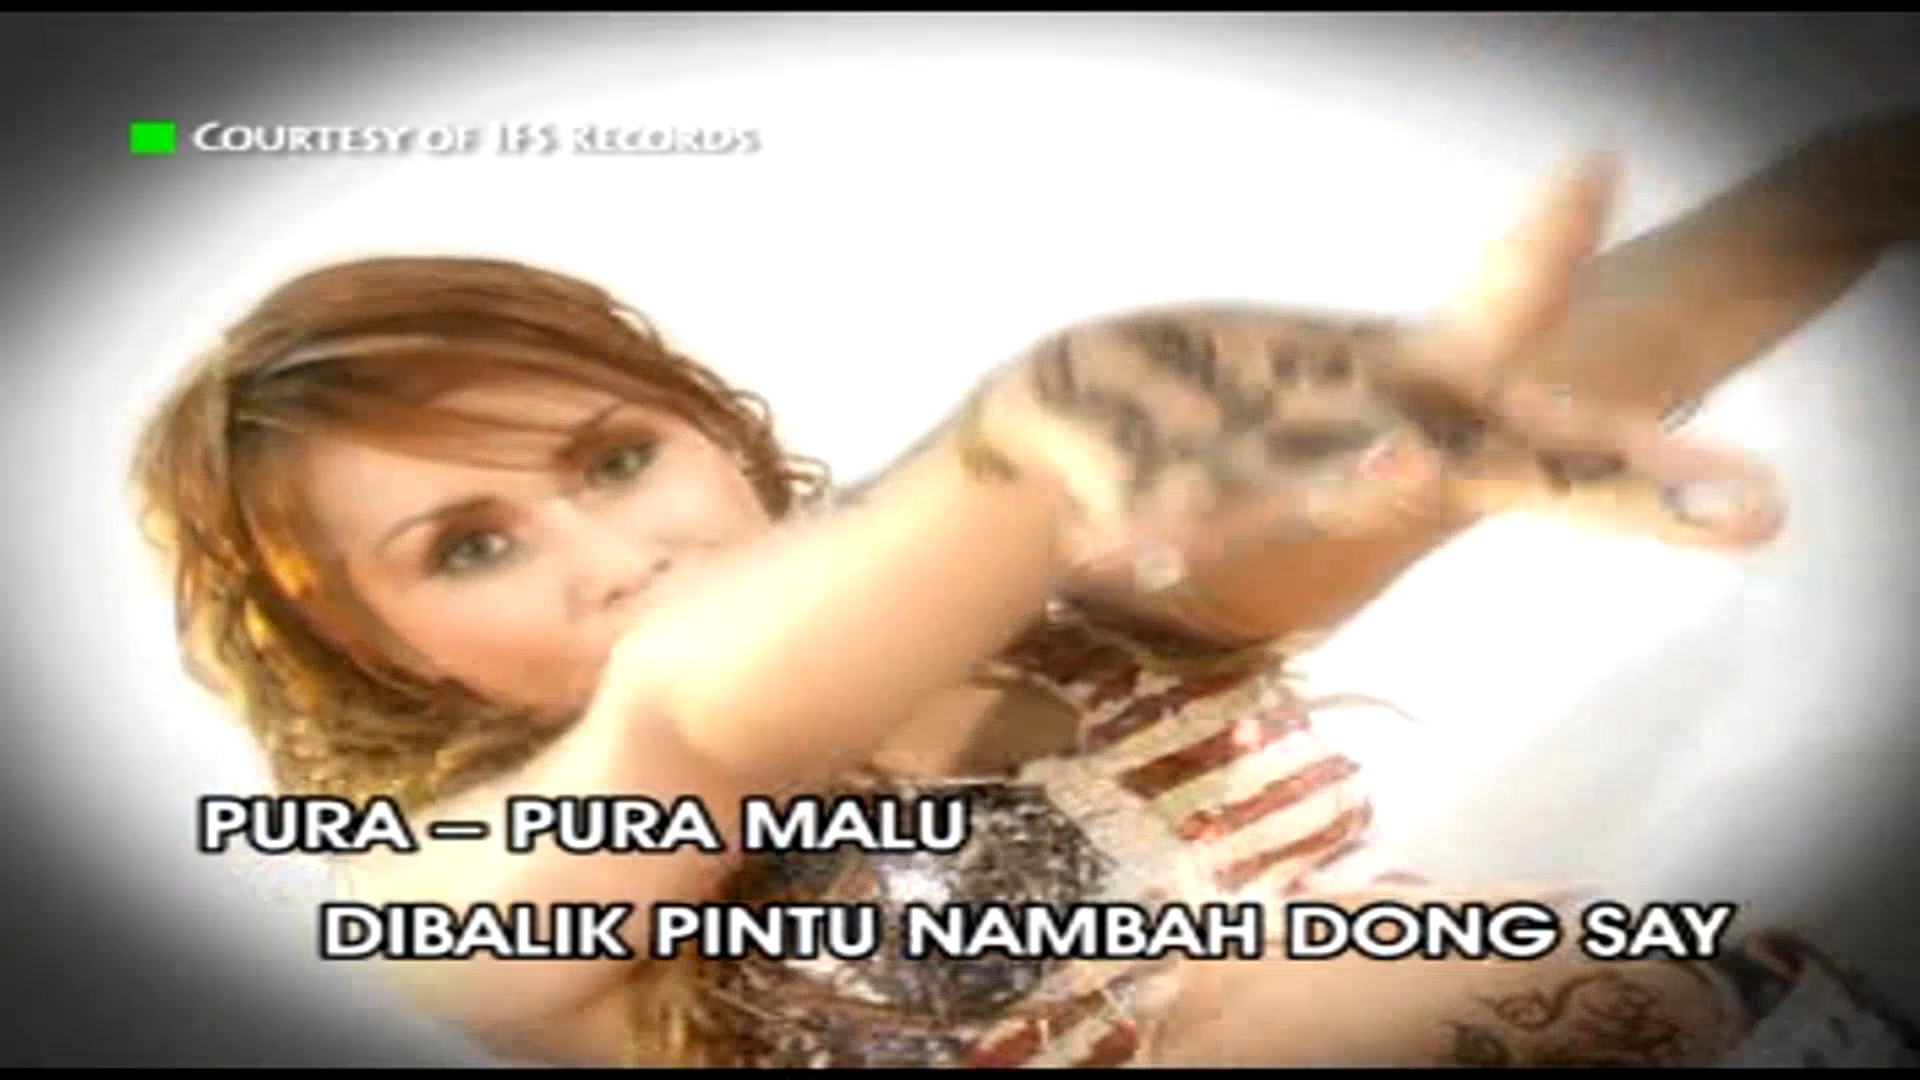 COURTESY OF IFS RECORDS
PURA – PURA MALU
DIBALIK PINTU NAMBAH DONG SAY